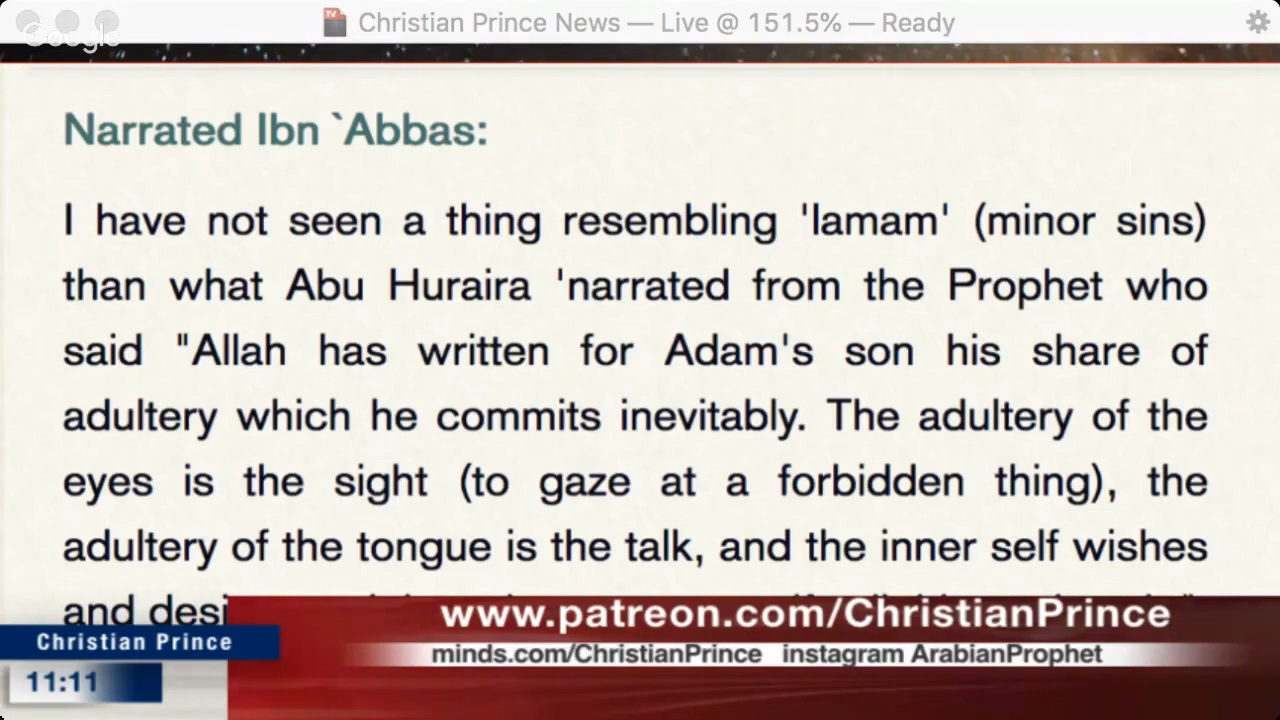 Christian Prince News — Live @ 151.5% — Ready
Google
Narrated Ibn `Abbas:
I have not seen a thing resembling 'lamam' (minor sins)
than what Abu Huraira 'narrated from the Prophet who
said "Allah has written for Adam's son his share of
adultery which he commits inevitably. The adultery of the
eyes is the sight (to gaze at a forbidden thing), the
adultery of the tongue is the talk, and the inner self wishes
and
www.patreon.com/ChristianPrince
Christian Prince
minds.com/ChristianPrince instagram ArabianProphet
11:11